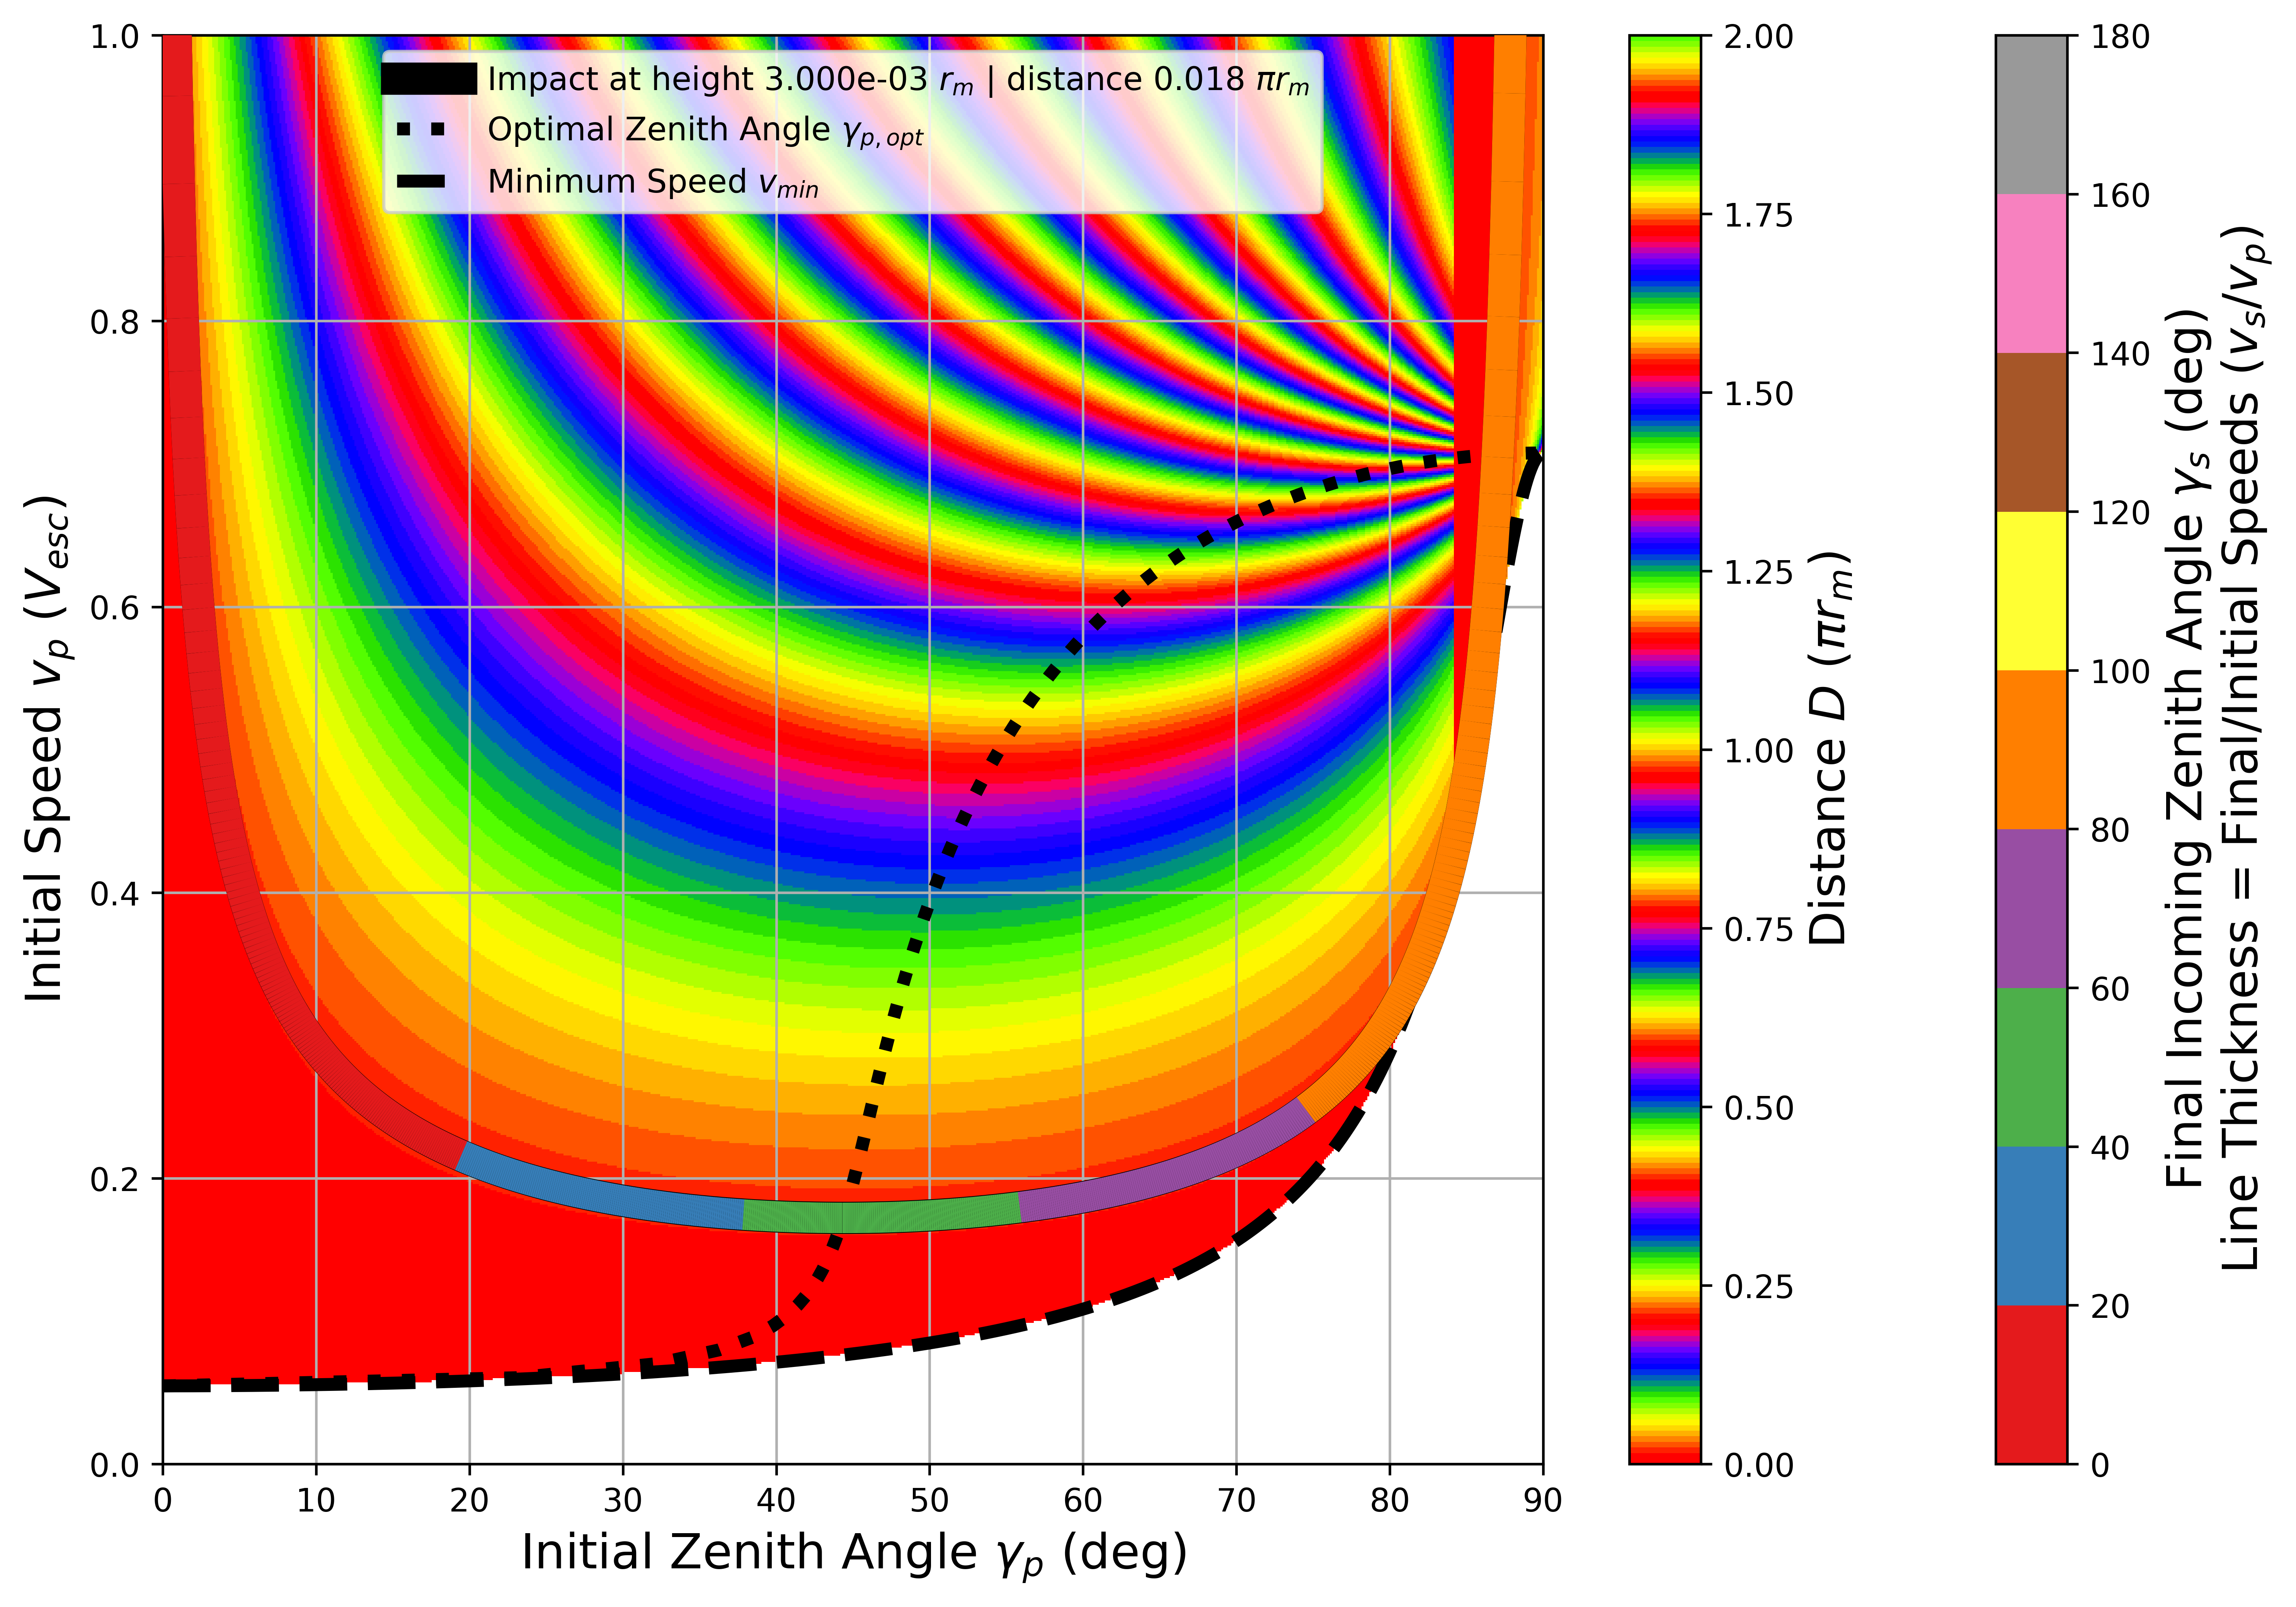 1.0
0.8
0.6
0.4
0.2
0.0
Initial Speed v_p (V_esc)
Impact at height 3.000e-03 r_m | distance 0.018 πr_m
Optimal Zenith Angle γ_p, opt
Minimum Speed v_min
0 10 20 30 40 50 60 70 80 90
Initial Zenith Angle γ_p (deg)
2.00
1.75
1.50
1.25
1.00
0.75
0.50
0.25
0.00
Distance D (πr_m)
180
160
140
120
100
80
60
40
20
0
Final Incoming Zenith Angle γ_s (deg)
Line Thickness = Final/Initial Speeds (v_s/v_p)